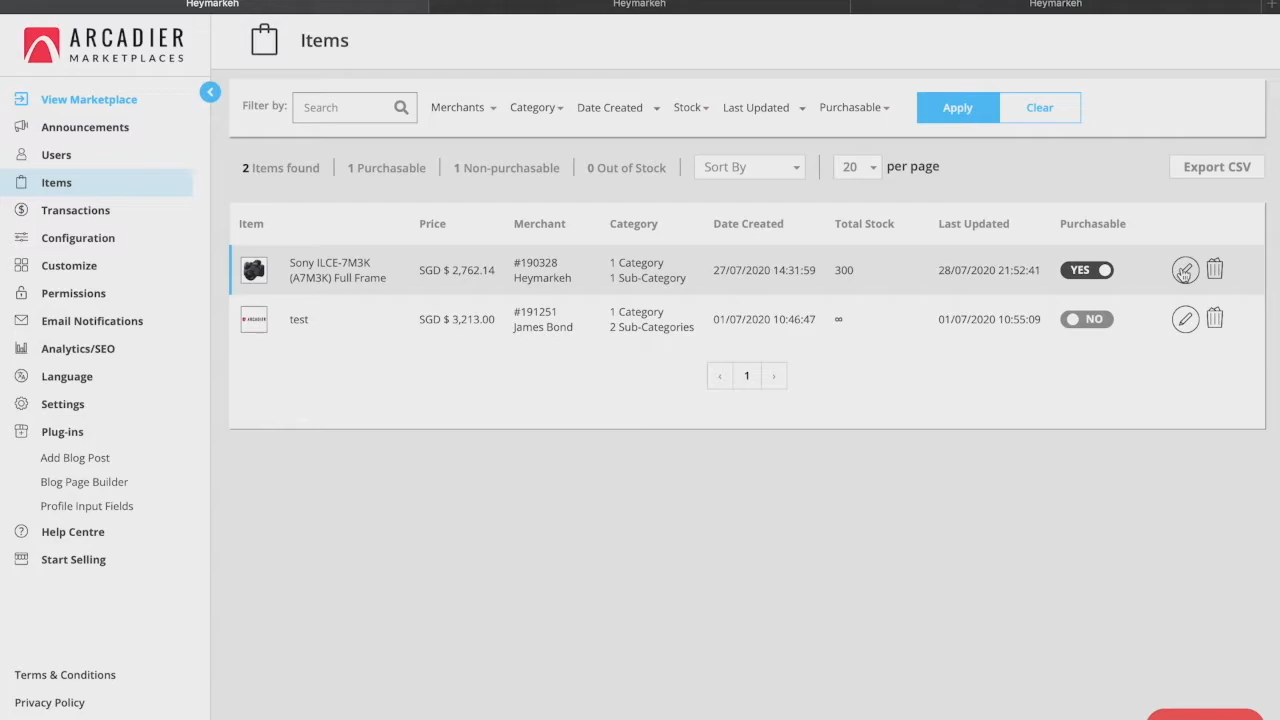 Heymarkeh Heymarkeh Heymarkeh +
ARCADIER
MARKETPLACES
Items
View Marketplace
Announcements
Users
Items
Transactions
Configuration
Customize
Permissions
Email Notifications
Analytics/SEO
Language
Settings
Plug-ins
Add Blog Post
Blog Page Builder
Profile Input Fields
Help Centre
Start Selling
Terms & Conditions
Privacy Policy
Filter by: Search Merchants Category Date Created Stock Last Updated Purchasable Apply Clear
2 Items found 1 Purchasable 1 Non-purchasable 0 Out of Stock Sort By 20 per page Export CSV
Item Price Merchant Category Date Created Total Stock Last Updated Purchasable
Sony ILCE-7M3K
(A7M3K) Full Frame
SGD $ 2,762.14
#190328
Heymarkeh
1 Category
1 Sub-Category
27/07/2020 14:31:59
300
28/07/2020 21:52:41
YES
ARCADIER
test
SGD $ 3,213.00
#191251
James Bond
1 Category
2 Sub-Categories
01/07/2020 10:46:47
∞
01/07/2020 10:55:09
NO
‹ 1 ›